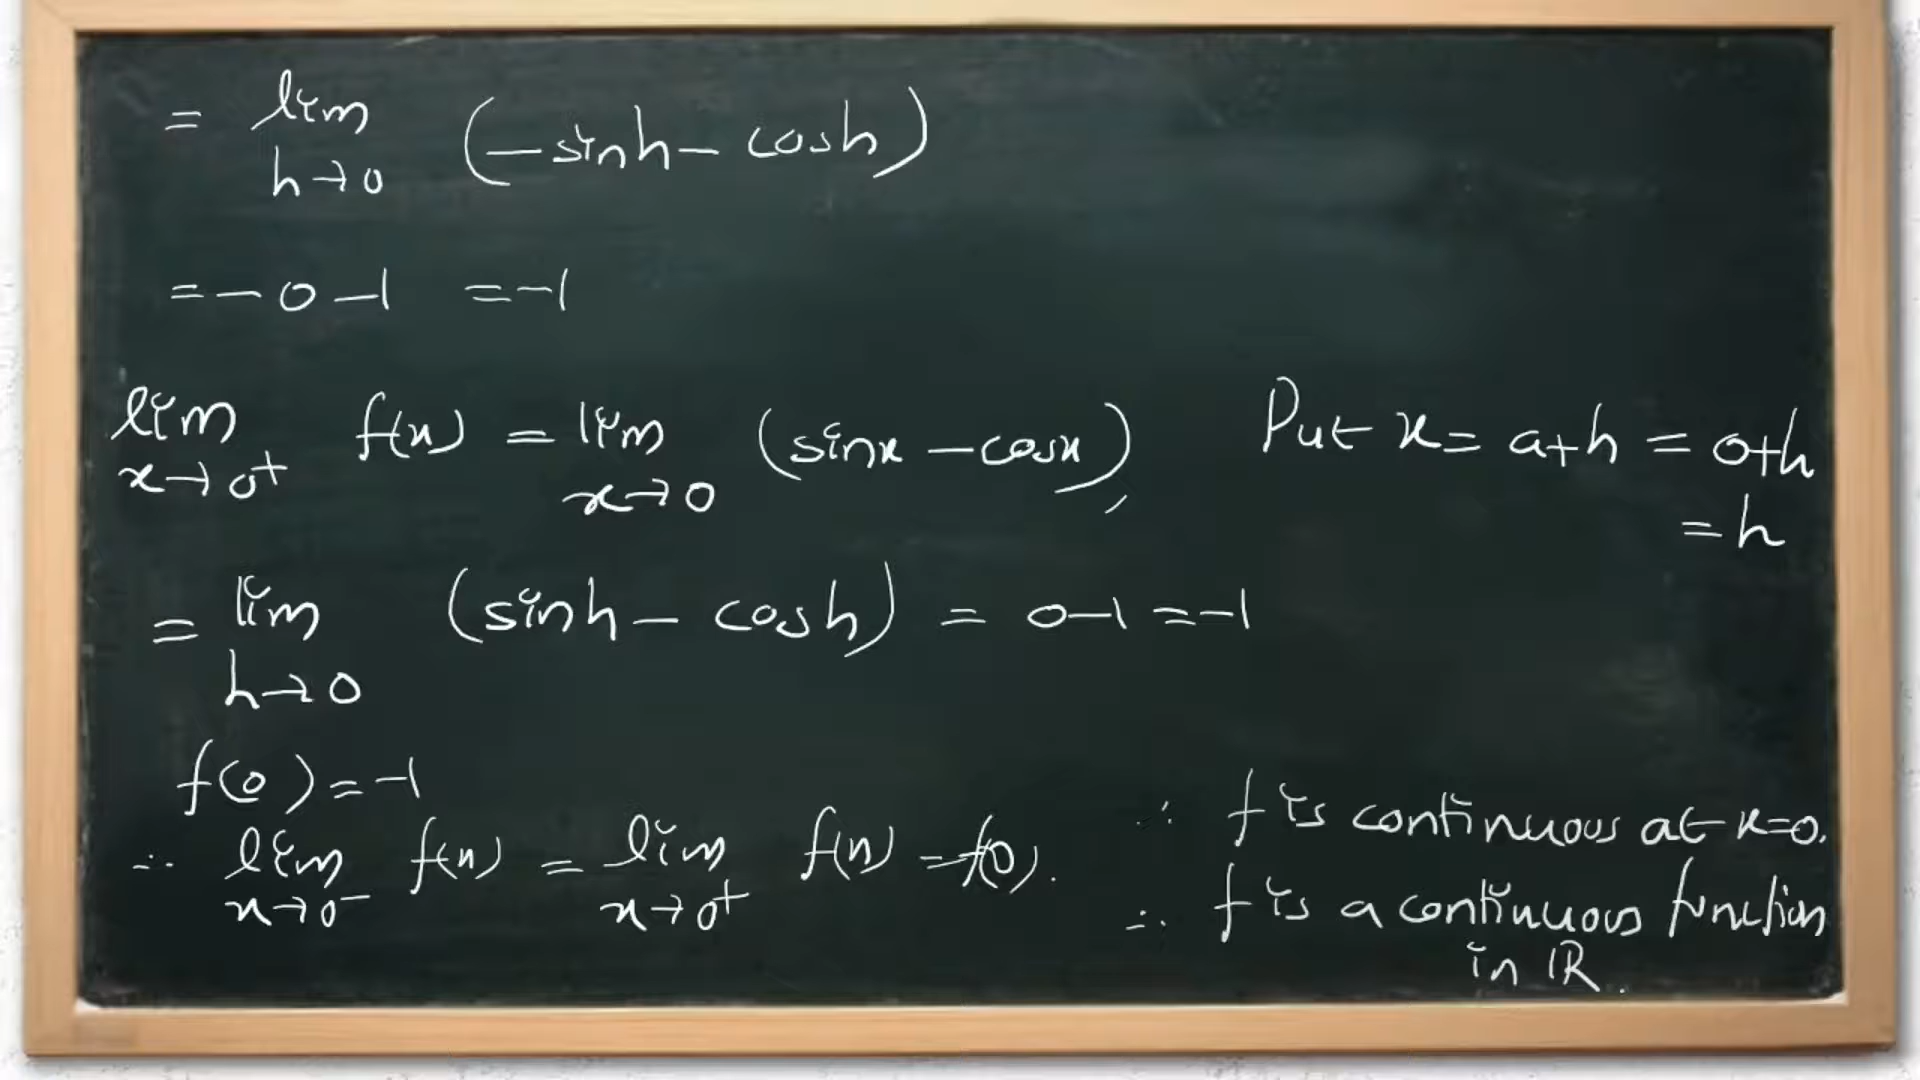 = lim (-sinh - cosh)
h→0
= - 0 - 1 = -1
lim f(x) = lim (sinx - cosx) Put x = a+h = 0+h
x→0+ x→0 = h
= lim (sinh - cosh) = 0-1 = -1
h→0
f(0) = -1
∴ lim f(x) = lim f(x) = f(0).
x→0- x→0+
∴ f is continuous at x=0.
∴ f is a continuous function
in ℝ.